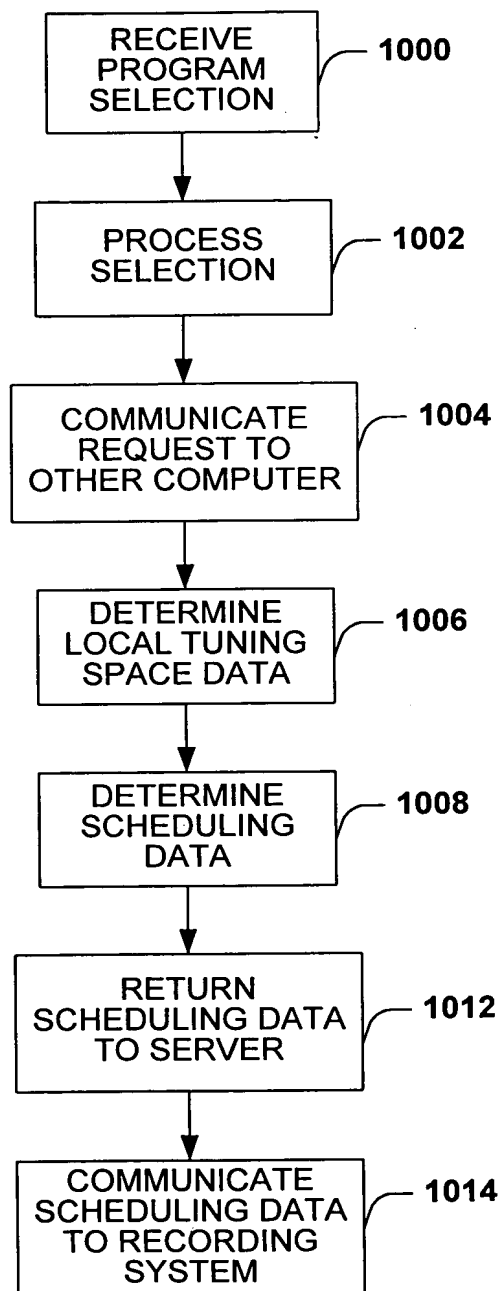 RECEIVE
PROGRAM
SELECTION
1000
PROCESS
SELECTION
1002
COMMUNICATE
REQUEST TO
OTHER COMPUTER
1004
DETERMINE
LOCAL TUNING
SPACE DATA
1006
DETERMINE
SCHEDULING
DATA
1008
RETURN
SCHEDULING DATA
TO SERVER
1012
COMMUNICATE
SCHEDULING DATA
TO RECORDING
SYSTEM
1014